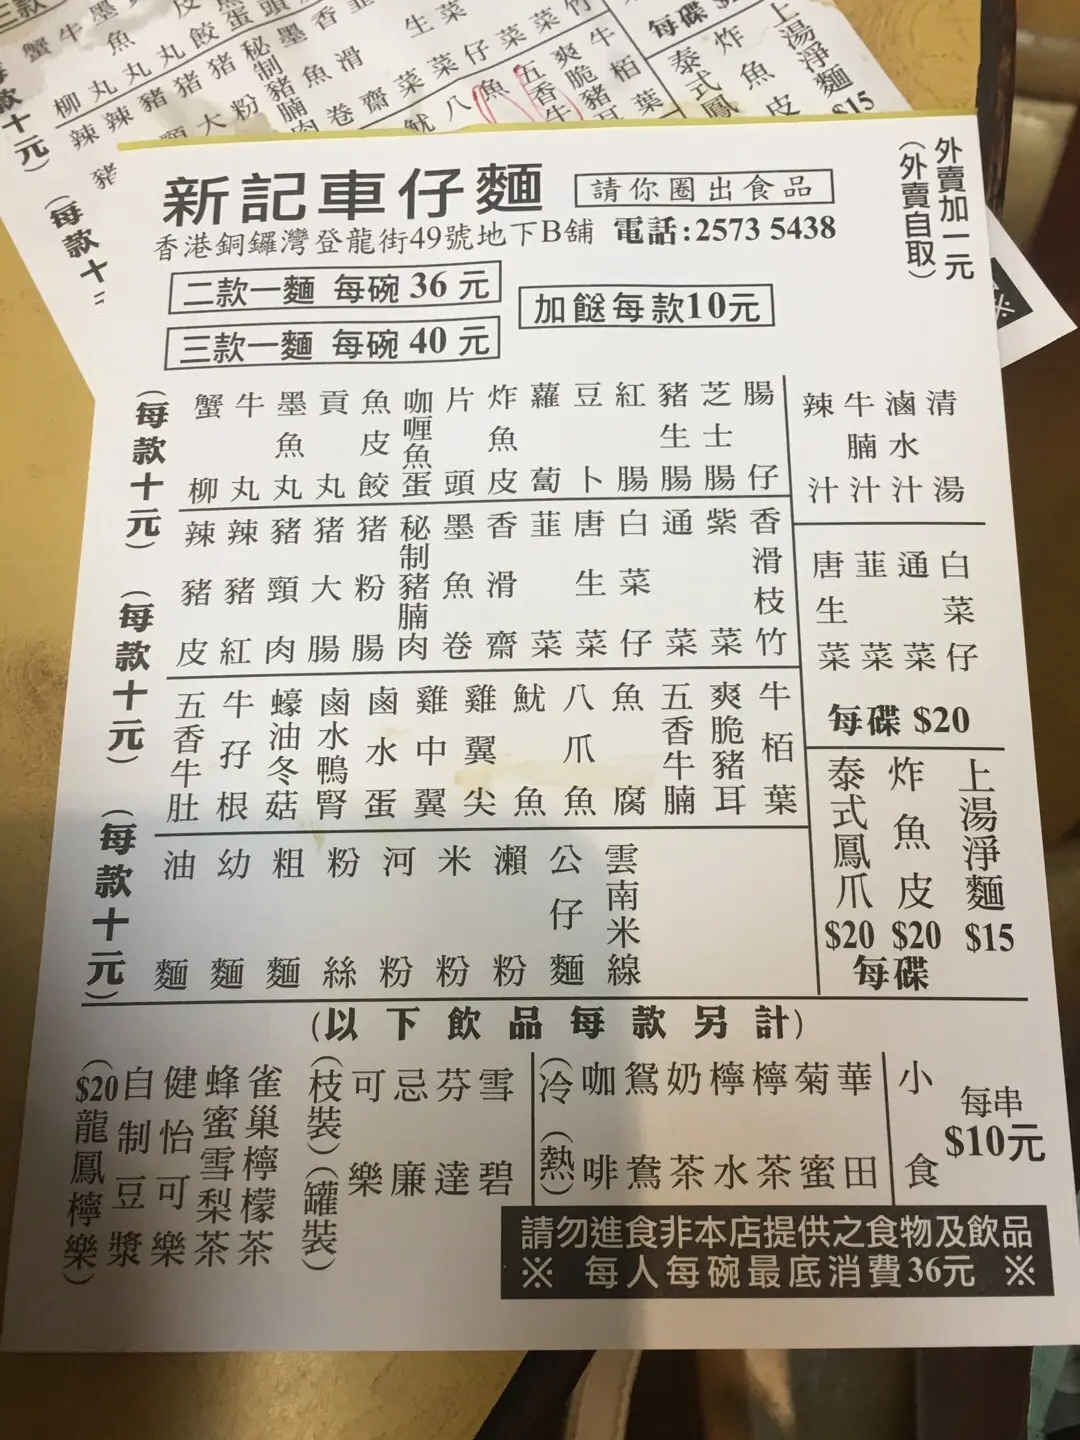 新記車仔麵
請你圈出食品
外賣加一元
(外賣自取)
香港銅鑼灣登龍街49號地下B舖 電話:2573 5438
二款一麵 每碗 36 元
三款一麵 每碗 40 元
加餸每款10元
(每款十元)
蟹柳
牛丸
墨魚丸
貢丸
魚皮餃
咖喱魚蛋
片頭
炸魚皮
蘿蔔
豆卜
紅腸
豬生腸
芝士腸
腸仔
辣汁
牛腩汁
滷水汁
清湯
(每款十元)
辣豬皮
辣豬紅
豬頸肉
猪大腸
猪粉腸
秘制豬腩肉
墨魚卷
香滑齋
韮菜
唐生菜
白菜仔
通菜
紫菜
香滑枝竹
唐生菜
韮菜
通菜
白菜仔
每碟 $20
(每款十元)
五香牛肚
牛孖根
蠔油冬菇
鹵水鴨腎
鹵水蛋
雞中翼
雞翼尖
魷魚
八爪魚
魚腐
五香牛腩
爽脆豬耳
牛栢葉
泰式鳳爪 $20
炸魚皮 $20
每碟
上湯淨麵 $15
油麵
幼麵
粗麵
粉絲
河粉
米粉
瀨粉
公仔麵
雲南米線
(以下飲品每款另計)
($20龍鳳檸樂)
自制豆漿
健怡可樂
蜂蜜雪梨茶
雀巢檸檬茶
(枝裝)(罐裝)
可樂
忌廉
芬達
雪碧
(冷)(熱)
咖啡
鴛鴦
奶茶
檸水
檸茶
菊蜜
華田
小食
每串
$10元
請勿進食非本店提供之食物及飲品
※ 每人每碗最底消費36元 ※